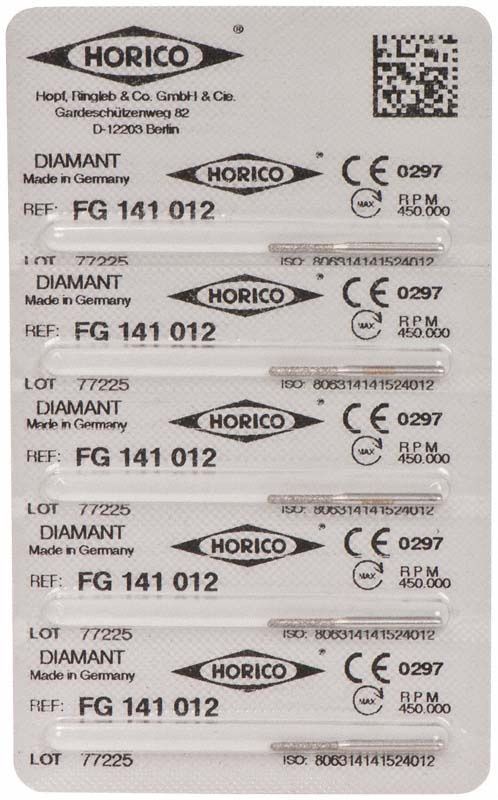 HORICO ®
Hopf, Ringleb & Co. GmbH & Cie.
Gardeschützenweg 82
D-12203 Berlin
DIAMANT HORICO ® CE 0297
Made in Germany
REF: FG 141 012 MAX RPM 450.000
LOT 77225 ISO: 806314141524012
DIAMANT HORICO ® CE 0297
Made in Germany
REF: FG 141 012 MAX RPM 450.000
LOT 77225 ISO: 806314141524012
DIAMANT HORICO ® CE 0297
Made in Germany
REF: FG 141 012 MAX RPM 450.000
LOT 77225 ISO: 806314141524012
DIAMANT HORICO ® CE 0297
Made in Germany
REF: FG 141 012 MAX RPM 450.000
LOT 77225 ISO: 806314141524012
DIAMANT HORICO ® CE 0297
Made in Germany
REF: FG 141 012 MAX RPM 450.000
LOT 77225 ISO: 806314141524012